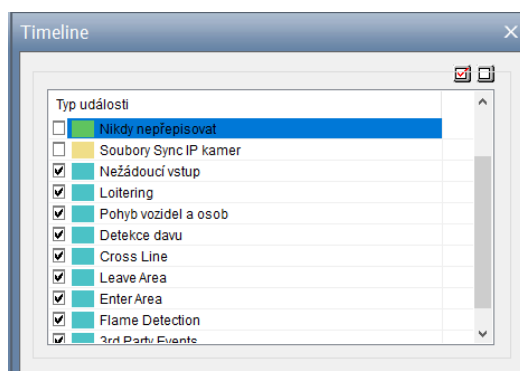 Timeline
Typ události
Nikdy nepřepisovat
Soubory Sync IP kamer
Nežádoucí vstup
Loitering
Pohyb vozidel a osob
Detekce davu
Cross Line
Leave Area
Enter Area
Flame Detection
3rd Party Events